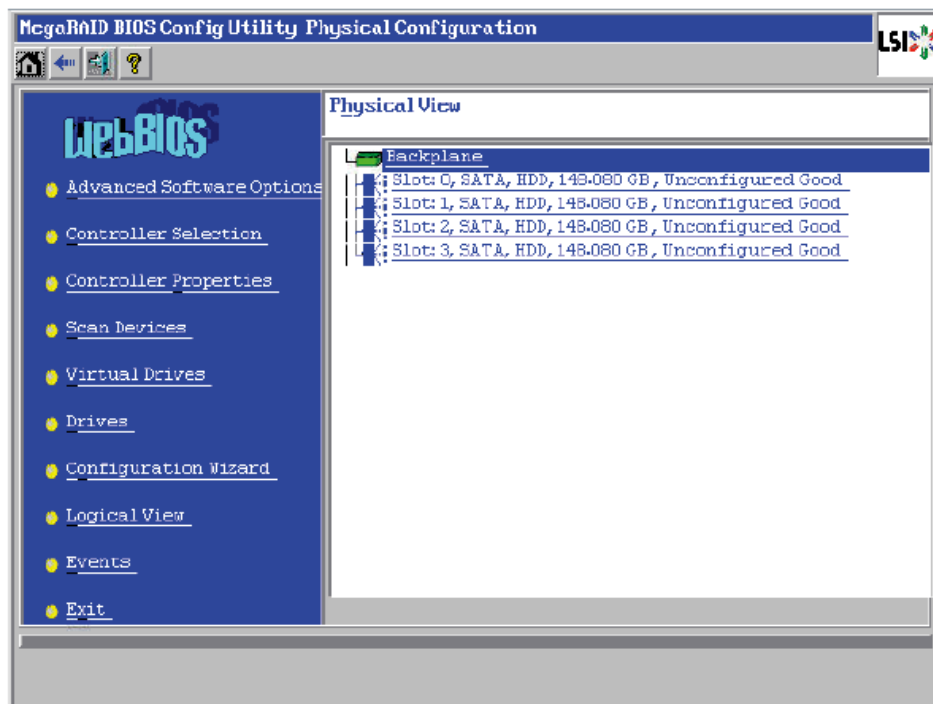 MegaRAID BIOS Config Utility Physical Configuration
LSI
WebBIOS
Physical View
Advanced Software Options
Controller Selection
Controller Properties
Scan Devices
Virtual Drives
Drives
Configuration Wizard
Logical View
Events
Exit
Backplane
Slot: 0, SATA, HDD, 148.080 GB, Unconfigured Good
Slot: 1, SATA, HDD, 148.080 GB, Unconfigured Good
Slot: 2, SATA, HDD, 148.080 GB, Unconfigured Good
Slot: 3, SATA, HDD, 148.080 GB, Unconfigured Good